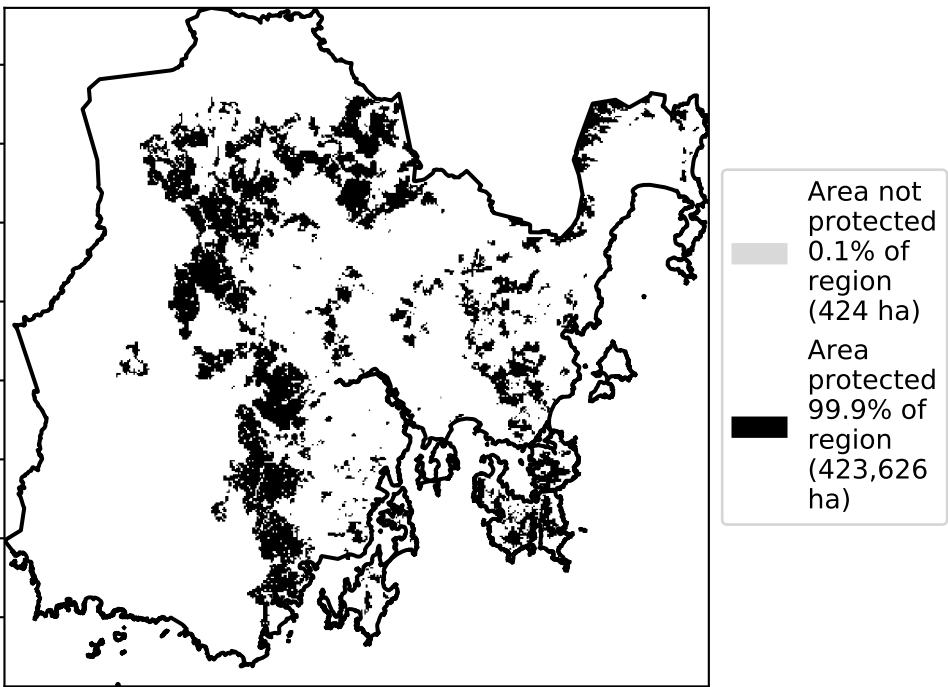 Area not
protected
0.1% of
region
(424 ha)
Area
protected
99.9% of
region
(423,626
ha)